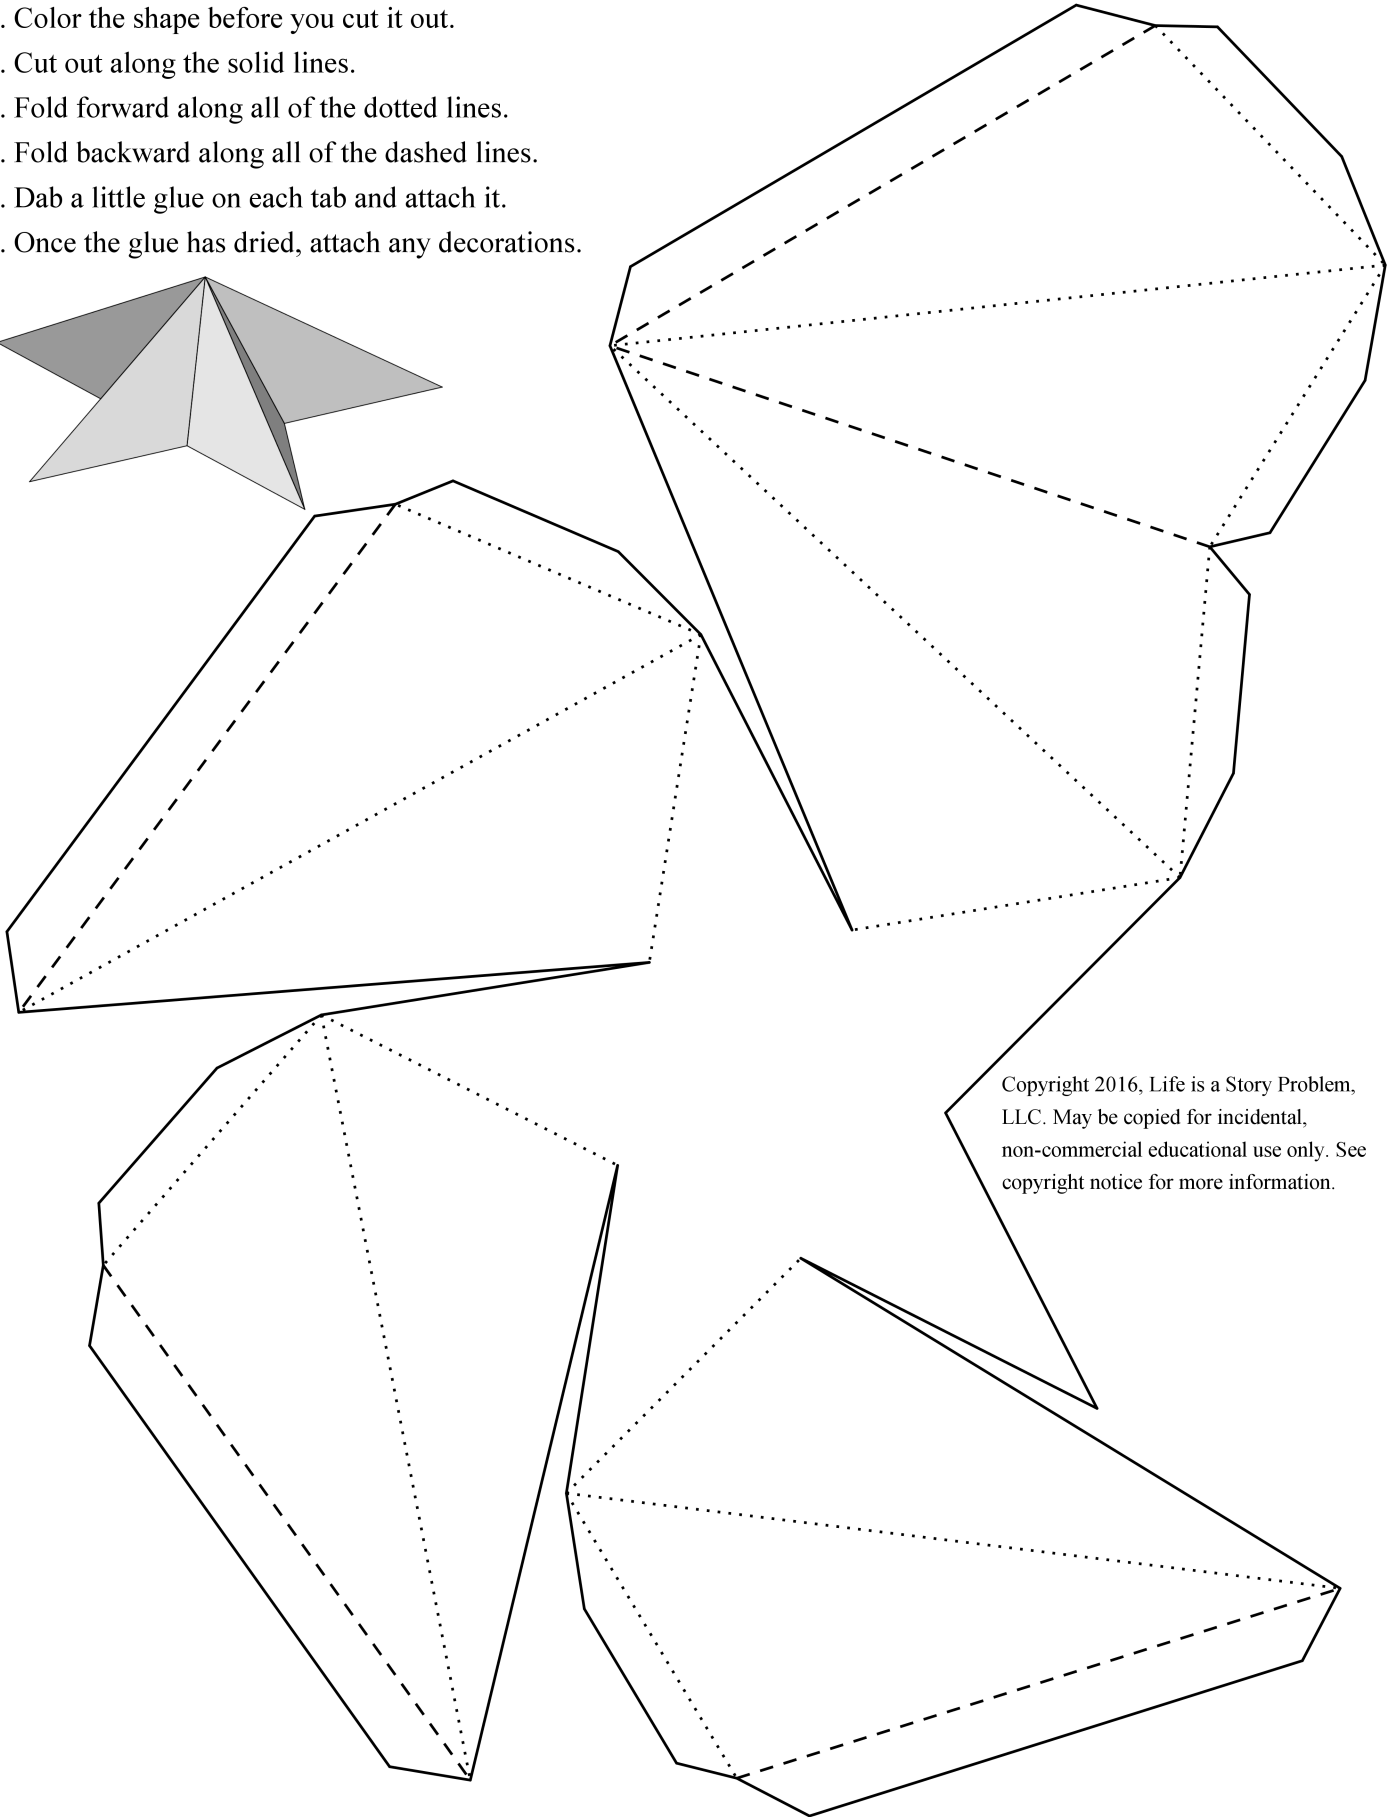 . Color the shape before you cut it out.
. Cut out along the solid lines.
. Fold forward along all of the dotted lines.
. Fold backward along all of the dashed lines.
. Dab a little glue on each tab and attach it.
. Once the glue has dried, attach any decorations.
Copyright 2016, Life is a Story Problem,
LLC. May be copied for incidental,
non-commercial educational use only. See
copyright notice for more information.